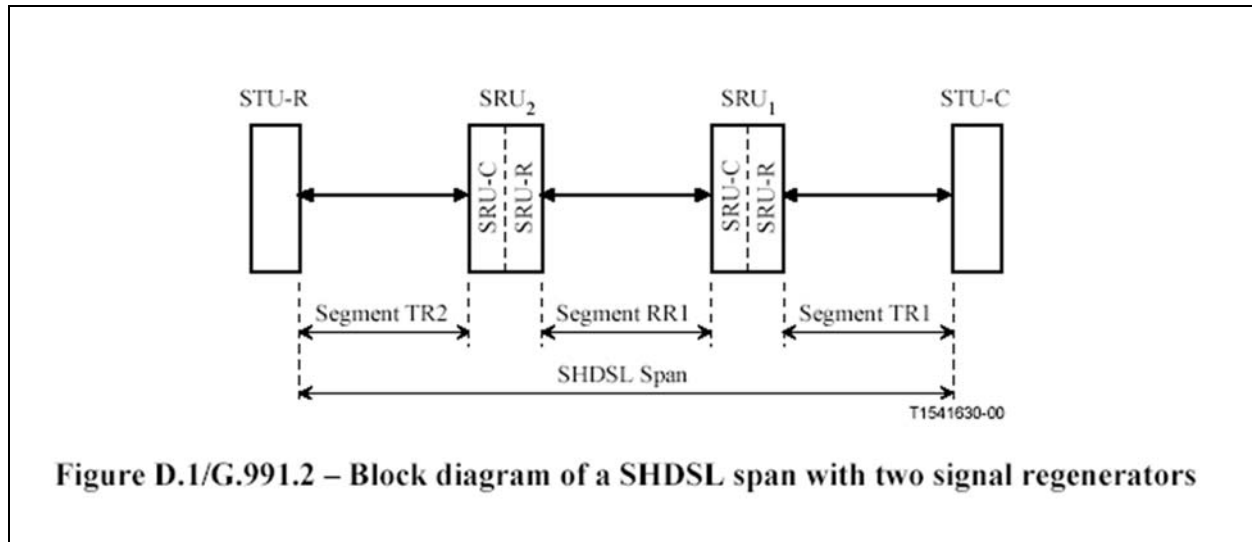 STU-R SRU2 SRU1 STU-C
SRU-C SRU-R SRU-C SRU-R
Segment TR2 Segment RR1 Segment TR1
SHDSL Span
T1541630-00
Figure D.1/G.991.2 – Block diagram of a SHDSL span with two signal regenerators